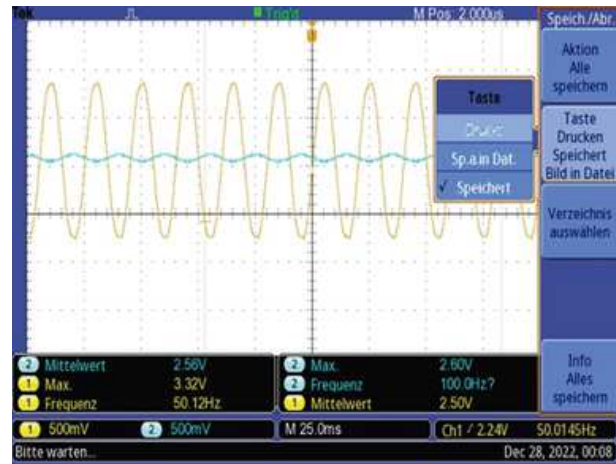 Tek
Trig'd
M Pos: 2.000us
Speich./Abr.
Aktion
Alle
speichern
Taste
Drucken
Speichert
Bild in Datei
Verzeichnis
auswählen
Info
Alles
speichern
Taste
Druckt
Sp.a.in Dat.
✓ Speichert
2 Mittelwert 2.56V
1 Max. 3.32V
1 Frequenz 50.12Hz
2 Max. 2.60V
2 Frequenz 100.0Hz?
1 Mittelwert 2.50V
1 500mV 2 500mV M 25.0ms Ch1 / 2.24V 50.0145Hz
Bitte warten... Dec 28, 2022, 00:08